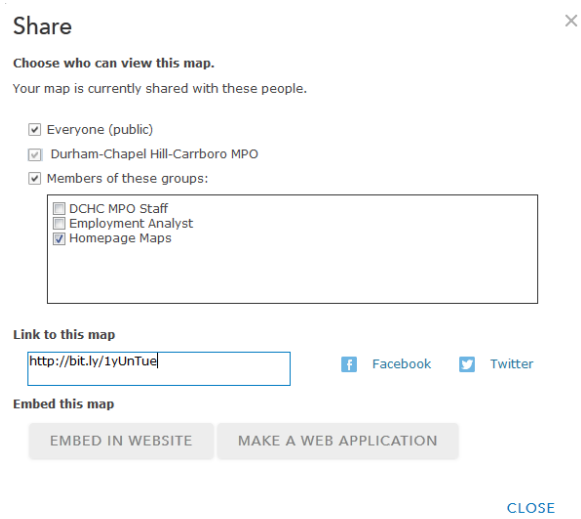 Share
Choose who can view this map.
Your map is currently shared with these people.
Everyone (public)
Durham-Chapel Hill-Carrboro MPO
Members of these groups:
DCHC MPO Staff
Employment Analyst
Homepage Maps
Link to this map
http://bit.ly/1yUnTue
Facebook Twitter
Embed this map
EMBED IN WEBSITE MAKE A WEB APPLICATION
CLOSE